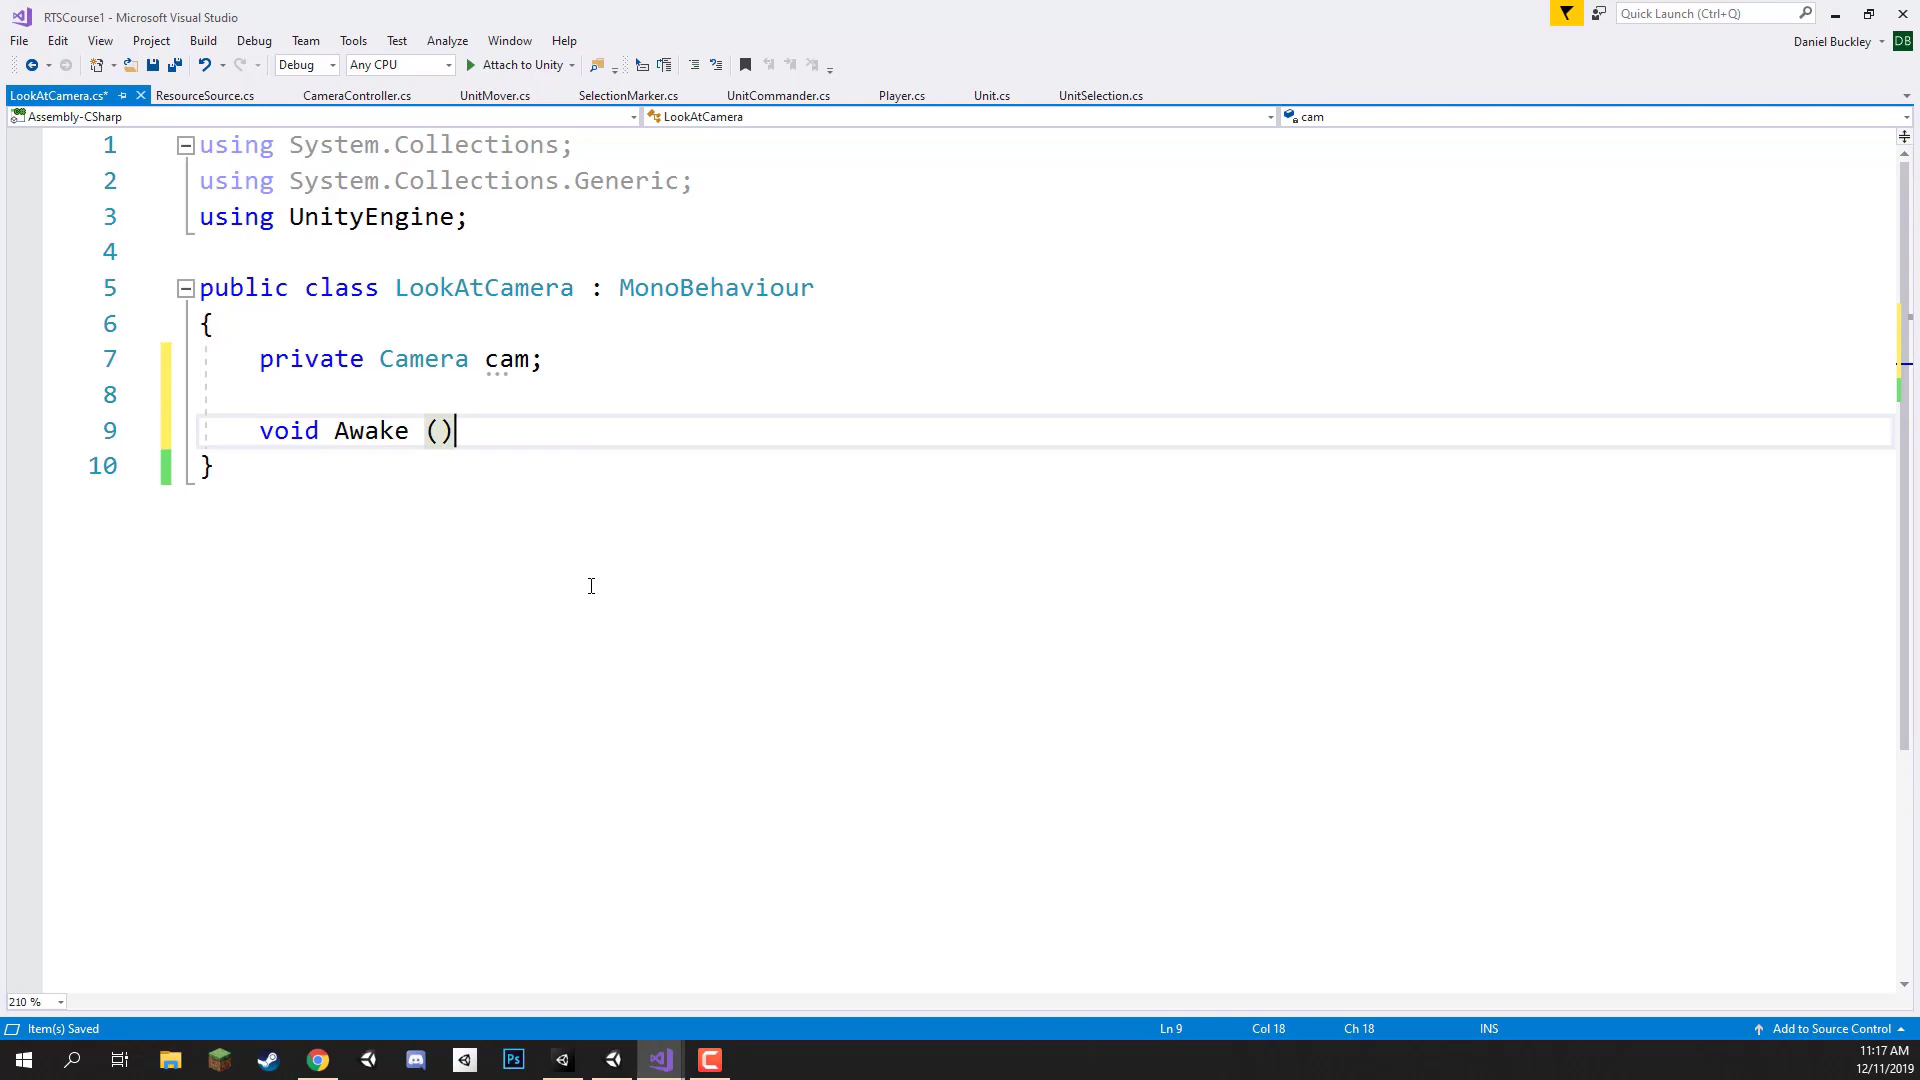 RTSCourse1 - Microsoft Visual Studio
Quick Launch (Ctrl+Q)
File Edit View Project Build Debug Team Tools Test Analyze Window Help
Daniel Buckley DB
Debug Any CPU Attach to Unity
LookAtCamera.cs* ResourceSource.cs CameraController.cs UnitMover.cs SelectionMarker.cs UnitCommander.cs Player.cs Unit.cs UnitSelection.cs
Assembly-CSharp LookAtCamera cam
1 using System.Collections;
2 using System.Collections.Generic;
3 using UnityEngine;
4
5 public class LookAtCamera : MonoBehaviour
6 {
7 private Camera cam;
8
9 void Awake ()
10 }
210 %
Item(s) Saved Ln 9 Col 18 Ch 18 INS Add to Source Control
Ps
11:17 AM
12/11/2019